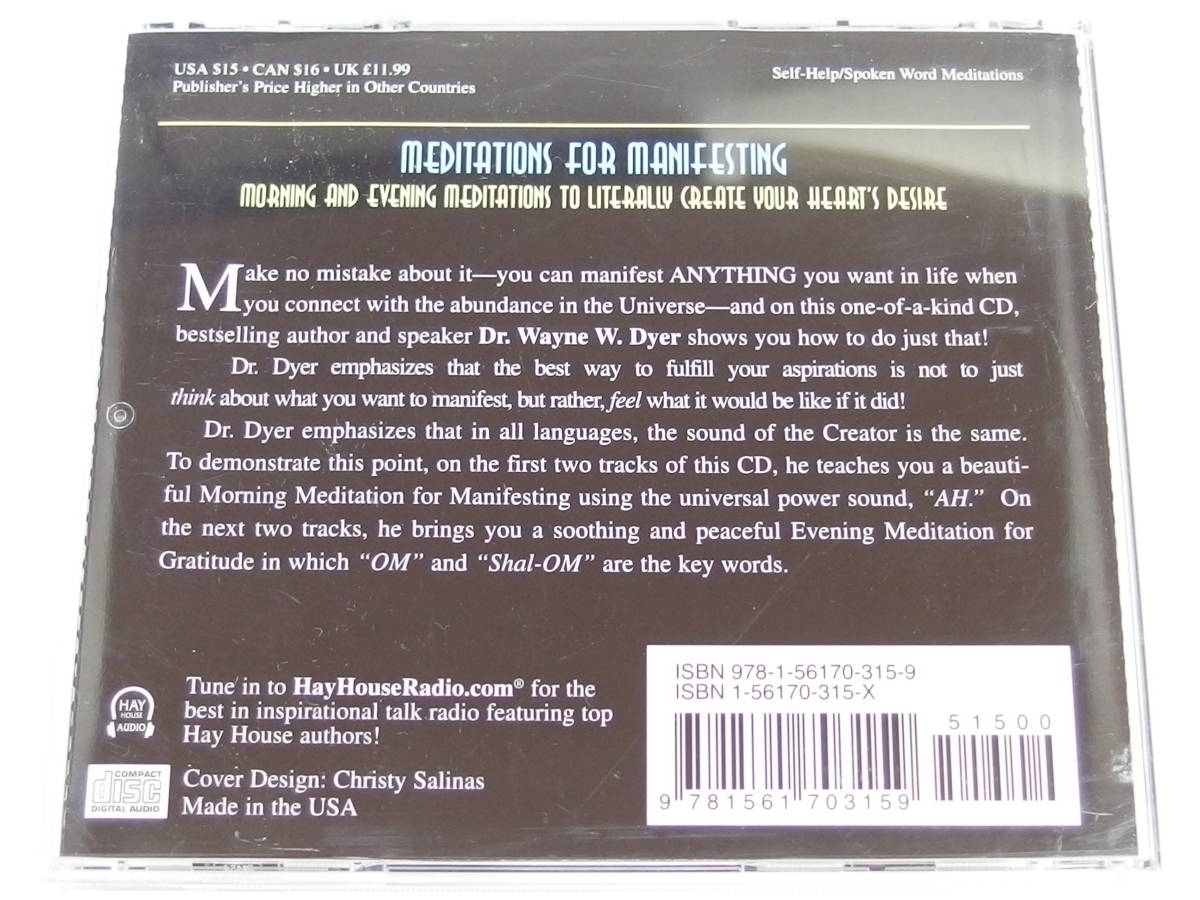 USA $15 • CAN $16 • UK £11.99
Publisher's Price Higher in Other Countries
Self-Help/Spoken Word Meditations
MEDITATIONS FOR MANIFESTING
MORNING AND EVENING MEDITATIONS TO LITERALLY CREATE YOUR HEART'S DESIRE
Make no mistake about it—you can manifest ANYTHING you want in life when
you connect with the abundance in the Universe—and on this one-of-a-kind CD,
bestselling author and speaker Dr. Wayne W. Dyer shows you how to do just that!
Dr. Dyer emphasizes that the best way to fulfill your aspirations is not to just
think about what you want to manifest, but rather, feel what it would be like if it did!
Dr. Dyer emphasizes that in all languages, the sound of the Creator is the same.
To demonstrate this point, on the first two tracks of this CD, he teaches you a beauti-
ful Morning Meditation for Manifesting using the universal power sound, "AH." On
the next two tracks, he brings you a soothing and peaceful Evening Meditation for
Gratitude in which "OM" and "Shal-OM" are the key words.
HAY
HOUSE
AUDIO
Tune in to HayHouseRadio.com® for the
best in inspirational talk radio featuring top
Hay House authors!
COMPACT
disc
DIGITAL AUDIO
Cover Design: Christy Salinas
Made in the USA
ISBN 978-1-56170-315-9
ISBN 1-56170-315-X
51500
9 781561 703159